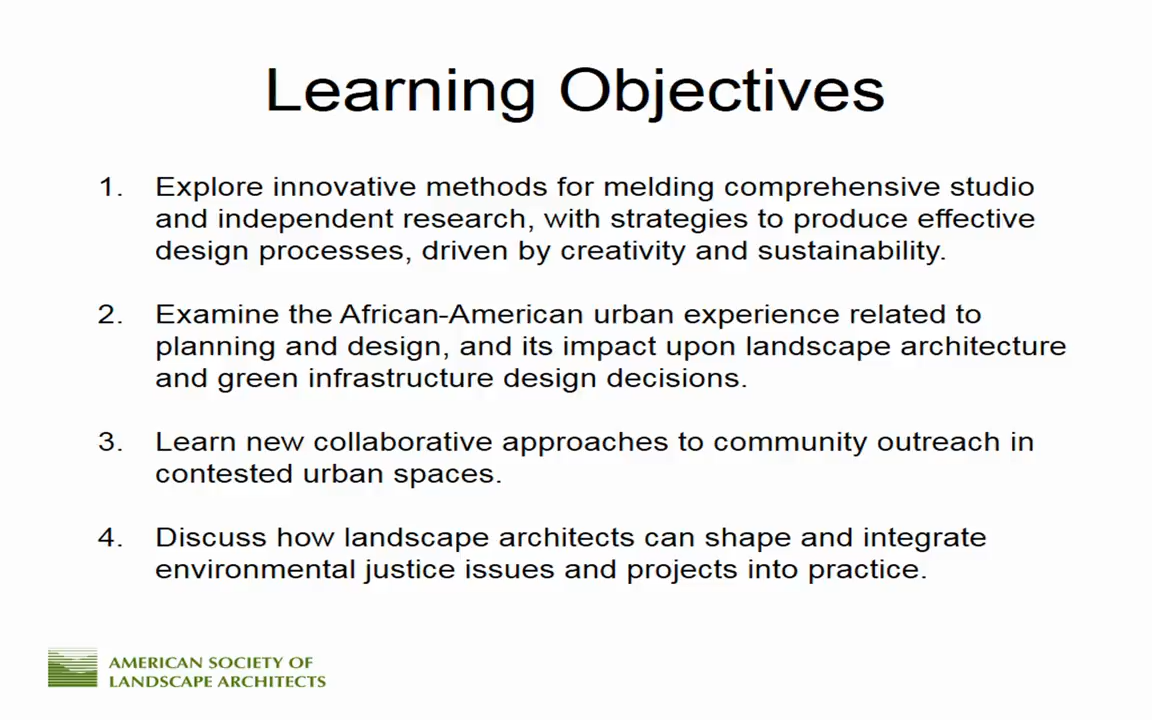 Learning Objectives
1. Explore innovative methods for melding comprehensive studio
and independent research, with strategies to produce effective
design processes, driven by creativity and sustainability.
2. Examine the African-American urban experience related to
planning and design, and its impact upon landscape architecture
and green infrastructure design decisions.
3. Learn new collaborative approaches to community outreach in
contested urban spaces.
4. Discuss how landscape architects can shape and integrate
environmental justice issues and projects into practice.
AMERICAN SOCIETY OF
LANDSCAPE ARCHITECTS